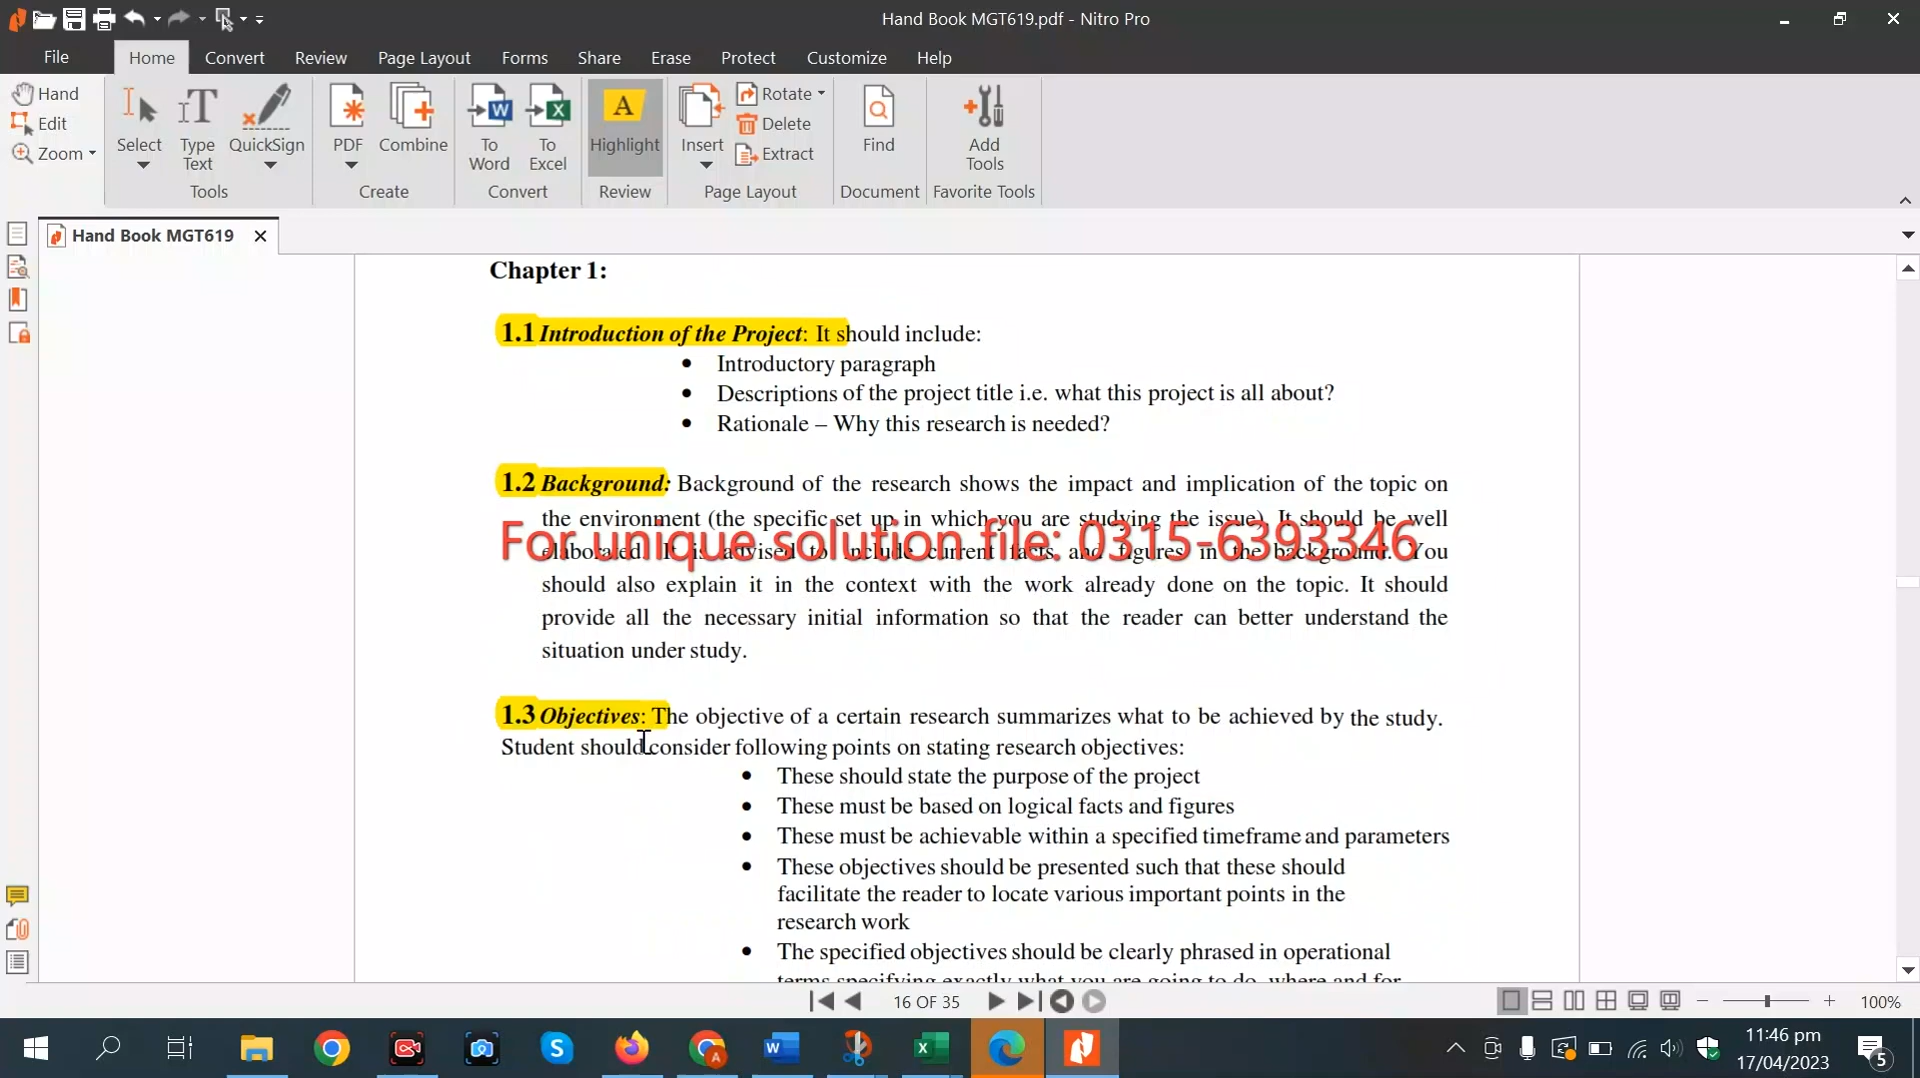 Hand Book MGT619.pdf - Nitro Pro
File Home Convert Review Page Layout Forms Share Erase Protect Customize Help
Hand
Edit
Zoom
Select
Type Text
QuickSign
Tools
PDF
Combine
Create
To Word
To Excel
Convert
A
Highlight
Review
Insert
Rotate
Delete
Extract
Page Layout
Find
Document
Add Tools
Favorite Tools
Hand Book MGT619
Chapter 1:
1.1 Introduction of the Project: It should include:
• Introductory paragraph
• Descriptions of the project title i.e. what this project is all about?
• Rationale – Why this research is needed?
1.2 Background: Background of the research shows the impact and implication of the topic on
the environment (the specific set up in which you are studying the issue). It should be well
For unique solution file: 0315-6393346
elaborated. It is advised to include current facts and figures in the background. You
should also explain it in the context with the work already done on the topic. It should
provide all the necessary initial information so that the reader can better understand the
situation under study.
1.3 Objectives: The objective of a certain research summarizes what to be achieved by the study.
Student should consider following points on stating research objectives:
• These should state the purpose of the project
• These must be based on logical facts and figures
• These must be achievable within a specified timeframe and parameters
• These objectives should be presented such that these should
facilitate the reader to locate various important points in the
research work
• The specified objectives should be clearly phrased in operational
terms specifying exactly what you are going to do, where and for
16 OF 35
100%
11:46 pm
17/04/2023
5